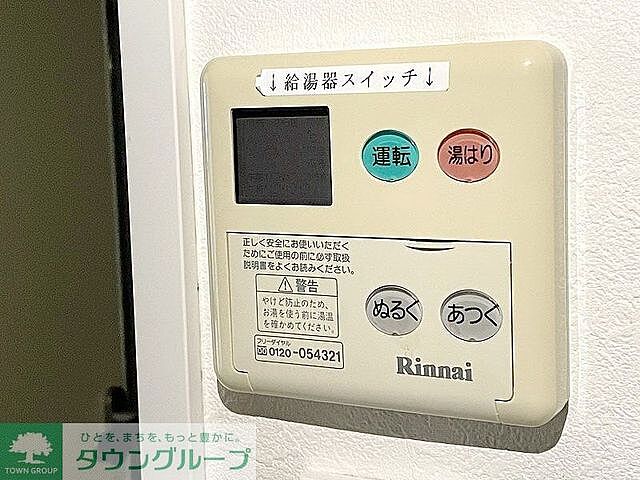 ↓給湯器スイッチ↓
運転
湯はり
正しく安全にお使いいただく
ためにご使用の前に必ず取扱
説明書をよくお読みください。
警告
やけど防止のため、
お湯を使う前に湯温
を確かめてください。
フリーダイヤル
0120-054321
ぬるく
あつく
Rinnai
TOWN GROUP
ひとを、まちを、もっと豊かに。
タウングループ